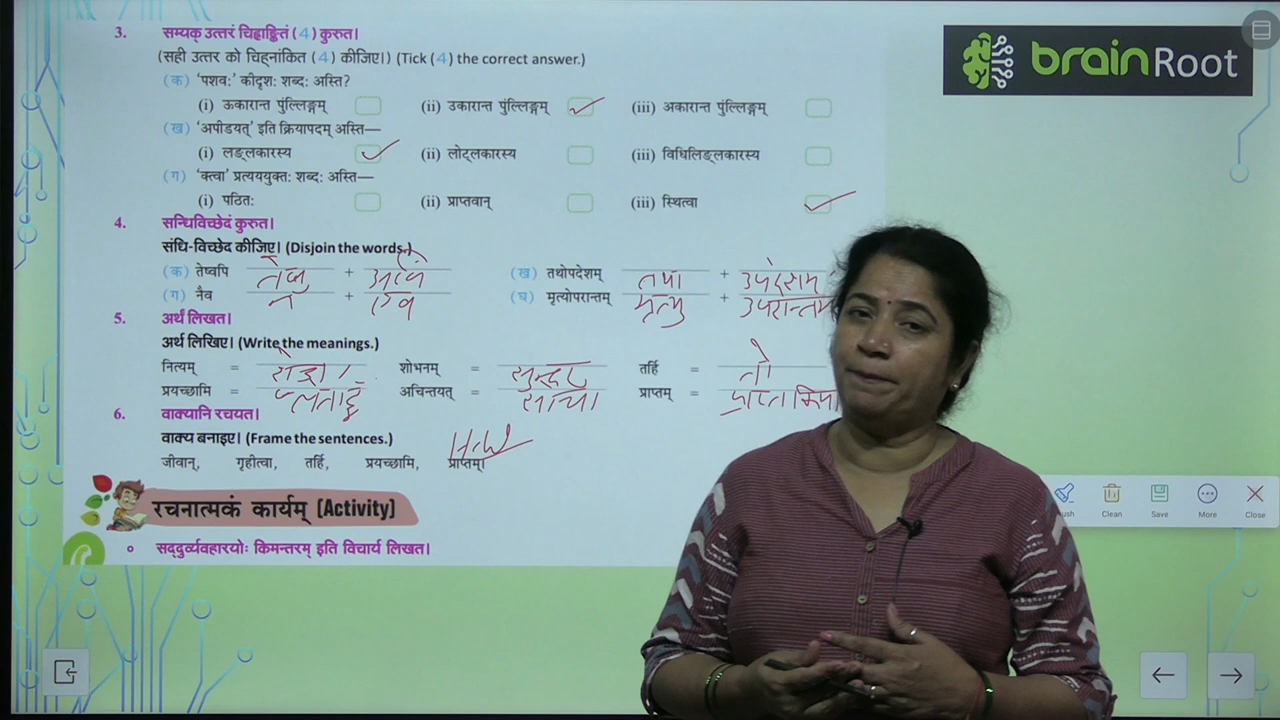 brainRoot
3. सम्यक् उत्तरं चिह्नाङ्कितं (4) कुरुत।
(सही उत्तर को चिह्नांकित (4) कीजिए।) (Tick (4) the correct answer.)
(क) 'पशवः' कीदृशः शब्दः अस्ति?
(i) ऊकारान्त पुंल्लिङ्गम् (ii) उकारान्त पुंल्लिङ्गम् ✓ (iii) अकारान्त पुंल्लिङ्गम्
(ख) 'अपीडयत्' इति क्रियापदम् अस्ति—
(i) लङ्लकारस्य ✓ (ii) लोट्लकारस्य (iii) विधिलिङ्लकारस्य
(ग) 'क्त्वा' प्रत्यययुक्तः शब्दः अस्ति—
(i) पठितः (ii) प्राप्तवान् (iii) स्थित्वा ✓
4. सन्धिविच्छेदं कुरुत।
संधि-विच्छेद कीजिए। (Disjoin the words.)
(क) तेष्वपि + (ख) तथोपदेशम् तथा + उपदेशम्
(ग) नैव न + एव (घ) मृत्योपरान्तम् मृत्यु + उपरान्तम
5. अर्थं लिखत।
अर्थ लिखिए। (Write the meanings.)
नित्यम् = शोभनम् = सुन्दर तर्हि = तो
प्रयच्छामि = अचिन्तयत् = सोचा प्राप्तम् =
6. वाक्यानि रचयत।
वाक्य बनाइए। (Frame the sentences.) H.W
जीवान्, गृहीत्वा, तर्हि, प्रयच्छामि, प्राप्तम्।
रचनात्मकं कार्यम् (Activity)
सद्दुर्व्यवहारयोः किमन्तरम् इति विचार्य लिखत।
ush Clean Save More Close